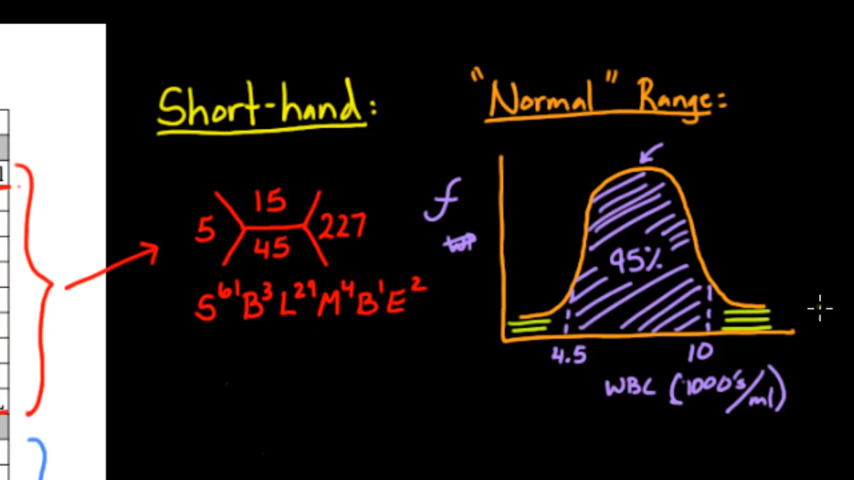 Short-hand:
15
5 227
45
S⁶¹B³L²⁹M⁴B¹E²
"Normal" Range:
f
95%
4.5 10
WBC (1000's/ml)